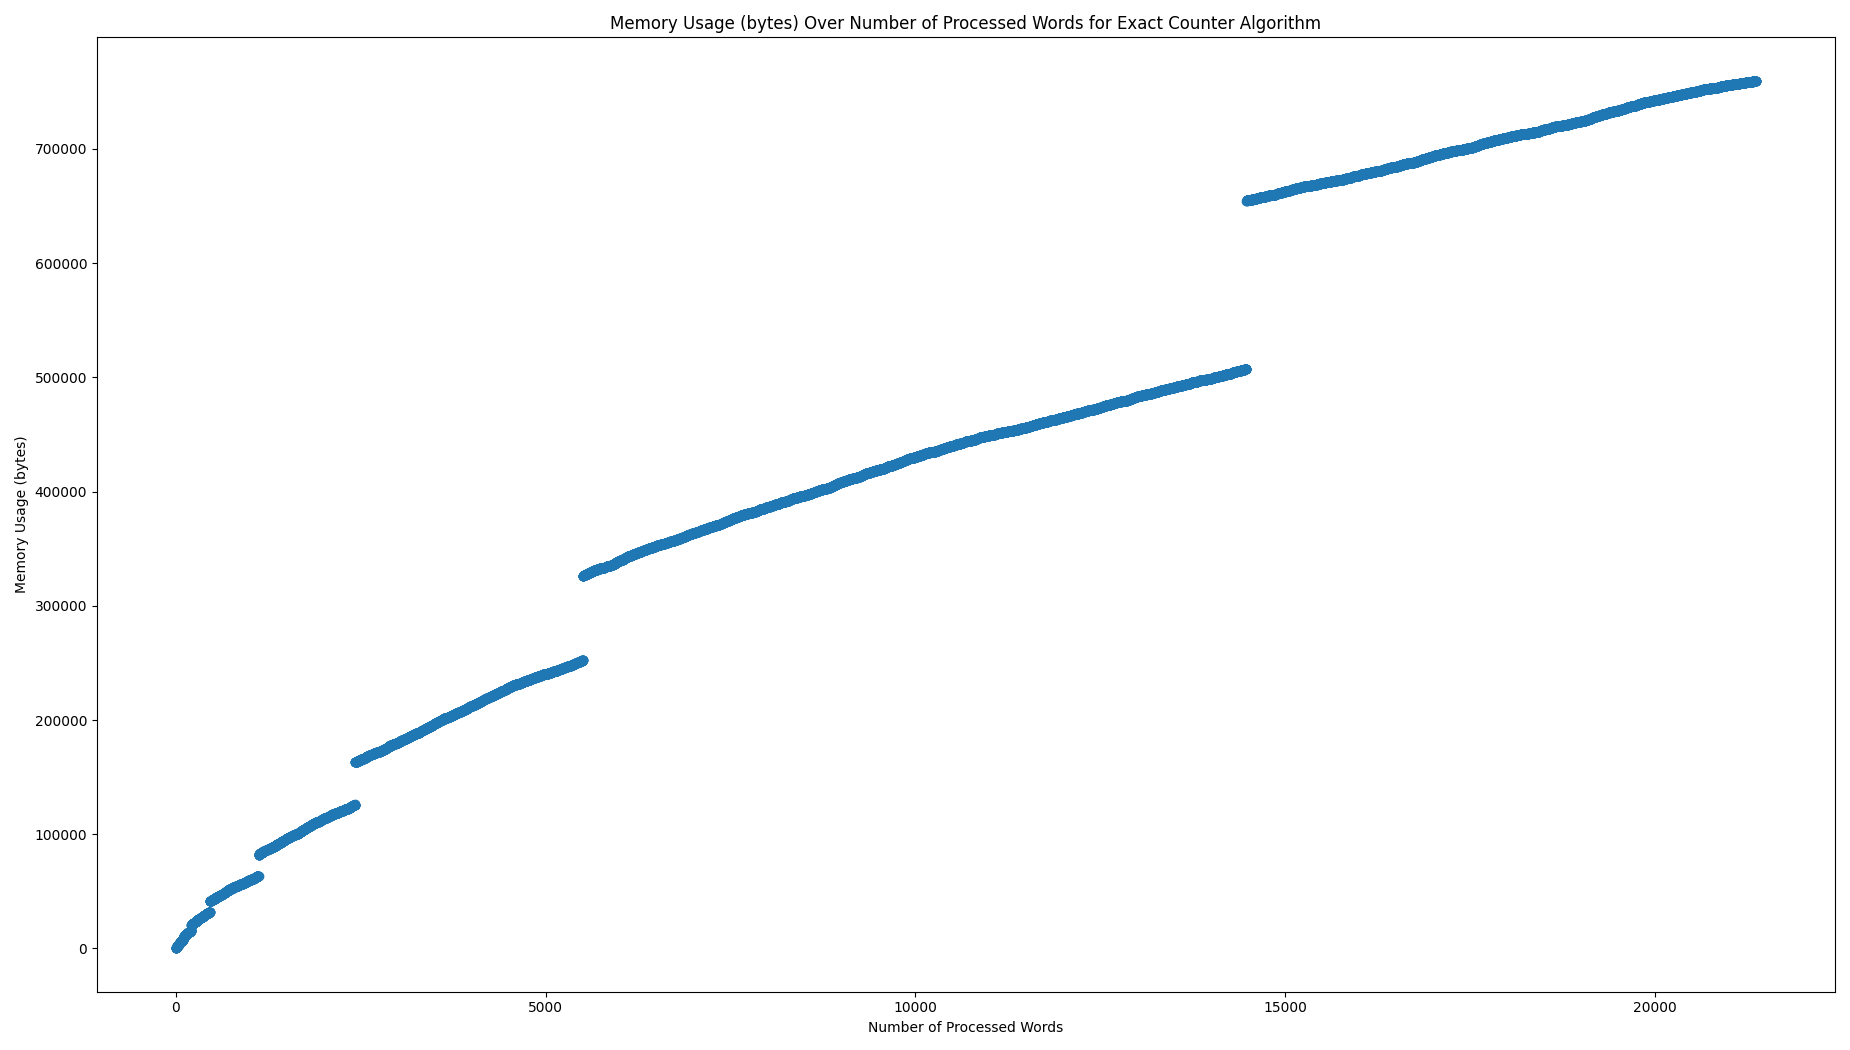 Memory Usage (bytes) Over Number of Processed Words for Exact Counter Algorithm
700000
600000
500000
400000
300000
200000
100000
0
Memory Usage (bytes)
0 5000 10000 15000 20000
Number of Processed Words